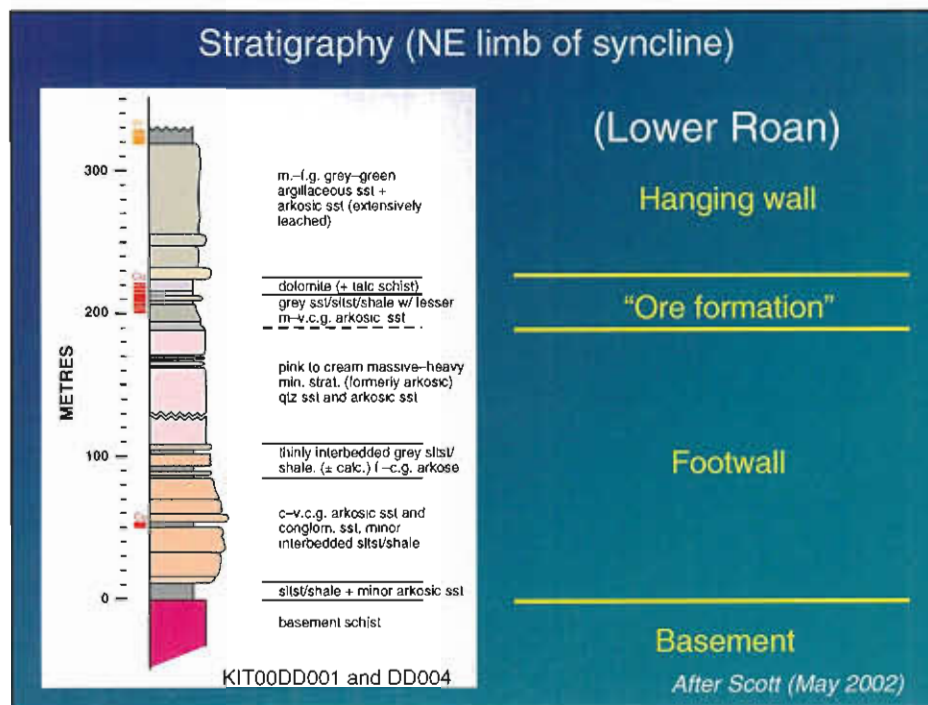 Stratigraphy (NE limb of syncline)
(Lower Roan)
300
200
100
0
METRES
m.–f.g. grey–green
argillaceous sst +
arkosic sst (extensively
leached)
dolomite (+ talc schist)
grey sst/sltst/shale w/ lesser
m–v.c.g. arkosic sst
pink to cream massive–heavy
min. strat. (formerly arkosic)
qtz sst and arkosic sst
thinly interbedded grey sltst/
shale. (± calc.) f–c.g. arkose
c–v.c.g. arkosic sst and
conglom. sst, minor
interbedded sltst/shale
sltst/shale + minor arkosic sst
basement schist
KIT00DD001 and DD004
Hanging wall
“Ore formation”
Footwall
Basement
After Scott (May 2002)